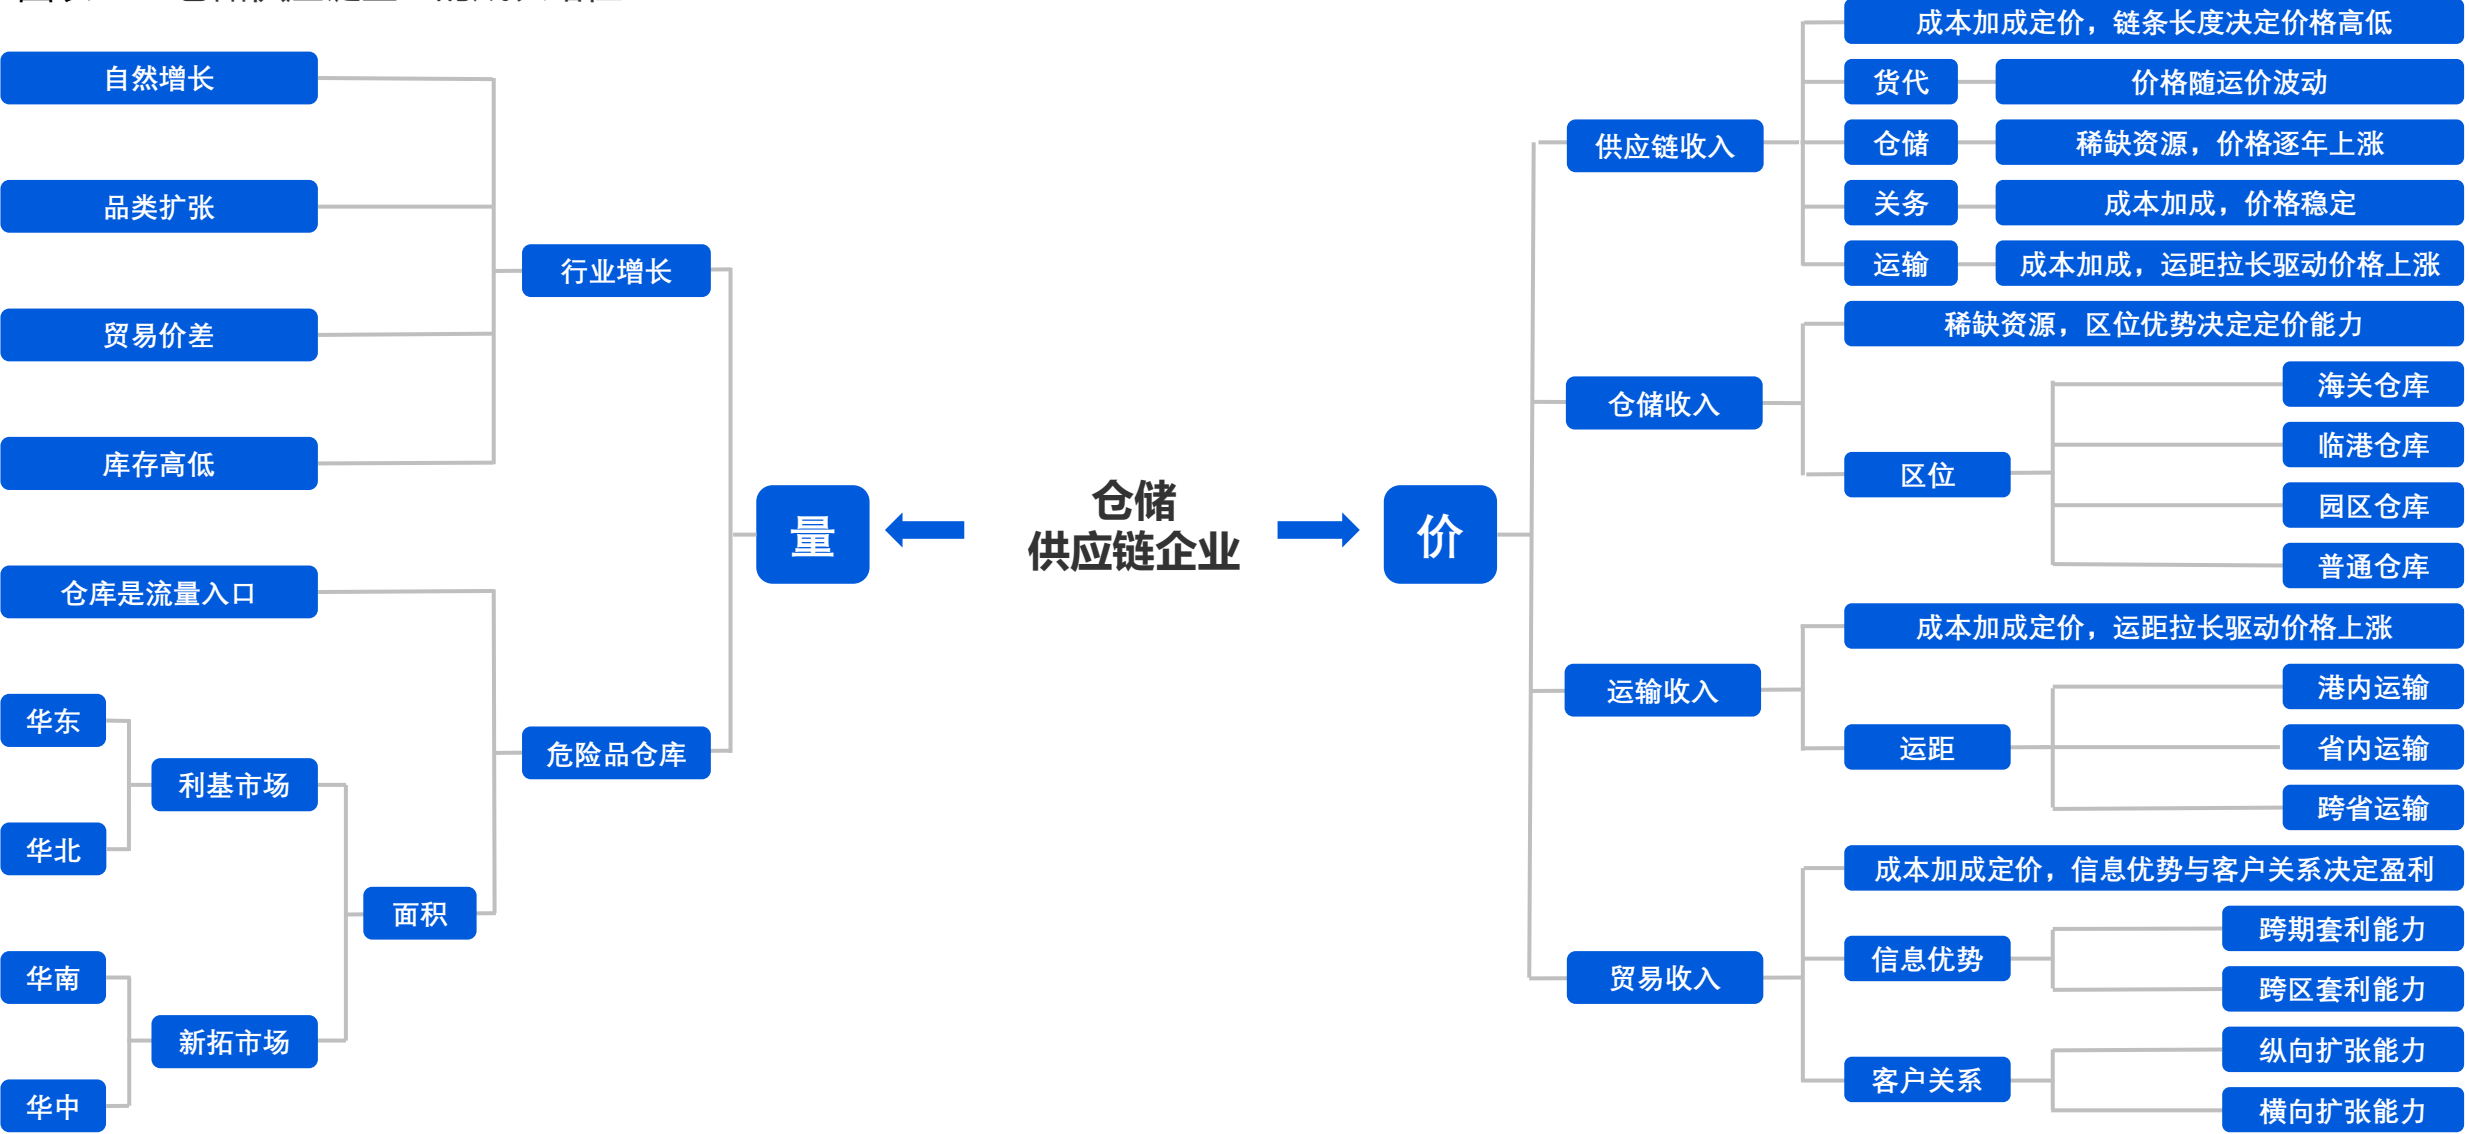 自然增长
品类扩张
贸易价差
库存高低
行业增长
仓库是流量入口
华东
华北
利基市场
华南
华中
新拓市场
面积
危险品仓库
量
仓储
供应链企业
价
供应链收入
成本加成定价，链条长度决定价格高低
货代
价格随运价波动
仓储
稀缺资源，价格逐年上涨
关务
成本加成，价格稳定
运输
成本加成，运距拉长驱动价格上涨
仓储收入
稀缺资源，区位优势决定定价能力
区位
海关仓库
临港仓库
园区仓库
普通仓库
运输收入
成本加成定价，运距拉长驱动价格上涨
运距
港内运输
省内运输
跨省运输
贸易收入
成本加成定价，信息优势与客户关系决定盈利
信息优势
跨期套利能力
跨区套利能力
客户关系
纵向扩张能力
横向扩张能力